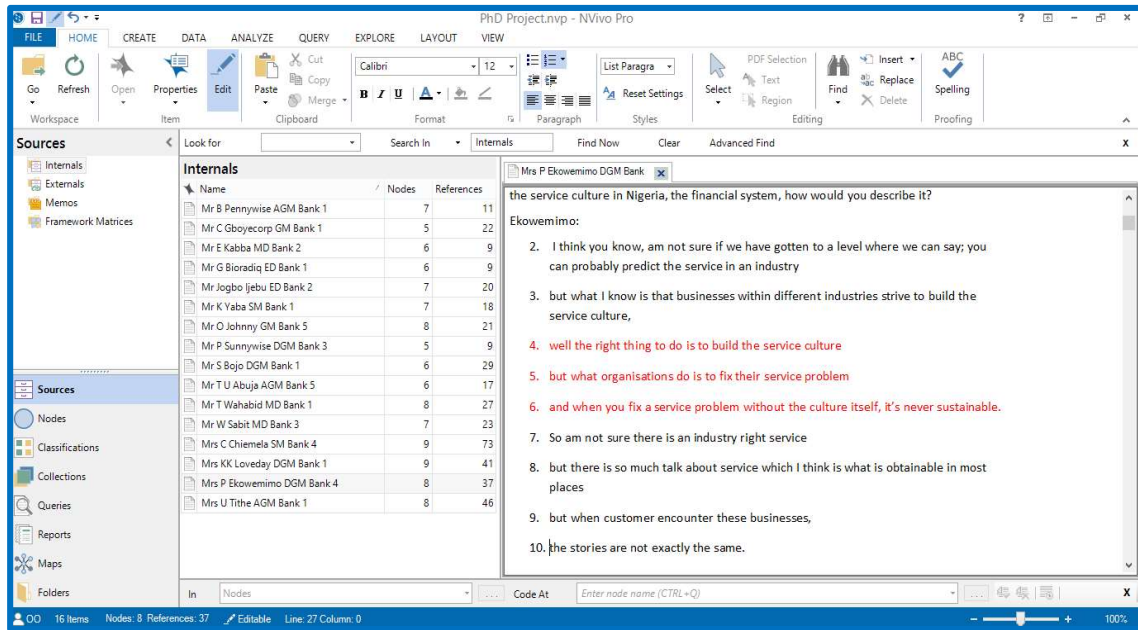 PhD Project.nvp - NVivo Pro
FILE HOME CREATE DATA ANALYZE QUERY EXPLORE LAYOUT VIEW
Go Refresh Open Properties Edit Paste Cut Copy Merge
Calibri 12
B I U A
List Paragra
Reset Settings
Select PDF Selection Text Region
Find Insert Replace Delete
ABC Spelling
Workspace Item Clipboard Format Paragraph Styles Editing Proofing
Sources
Look for Search In Internals Find Now Clear Advanced Find x
Internals
Externals
Memos
Framework Matrices
Sources
Nodes
Classifications
Collections
Queries
Reports
Maps
Folders
Internals
Name Nodes References
Mr B Pennywise AGM Bank 1 7 11
Mr C Gboyecorp GM Bank 1 5 22
Mr E Kabba MD Bank 2 6 9
Mr G Bioradiq ED Bank 1 6 9
Mr Jogbo Ijebu ED Bank 2 7 20
Mr K Yaba SM Bank 1 7 18
Mr O Johnny GM Bank 5 8 21
Mr P Sunnywise DGM Bank 3 5 9
Mr S Bojo DGM Bank 1 6 29
Mr T U Abuja AGM Bank 5 6 17
Mr T Wahabid MD Bank 1 8 27
Mr W Sabit MD Bank 3 7 23
Mrs C Chiemela SM Bank 4 9 73
Mrs KK Loveday DGM Bank 1 9 41
Mrs P Ekowemimo DGM Bank 4 8 37
Mrs U Tithe AGM Bank 1 8 46
Mrs P Ekowemimo DGM Bank
the service culture in Nigeria, the financial system, how would you describe it?
Ekowemimo:
2. I think you know, am not sure if we have gotten to a level where we can say; you
can probably predict the service in an industry
3. but what I know is that businesses within different industries strive to build the
service culture,
4. well the right thing to do is to build the service culture
5. but what organisations do is to fix their service problem
6. and when you fix a service problem without the culture itself, it's never sustainable.
7. So am not sure there is an industry right service
8. but there is so much talk about service which I think is what is obtainable in most
places
9. but when customer encounter these businesses,
10. the stories are not exactly the same.
In Nodes ... Code At Enter node name (CTRL+Q) ... x
OO 16 Items Nodes: 8 References: 37 Editable Line: 27 Column: 0 100%